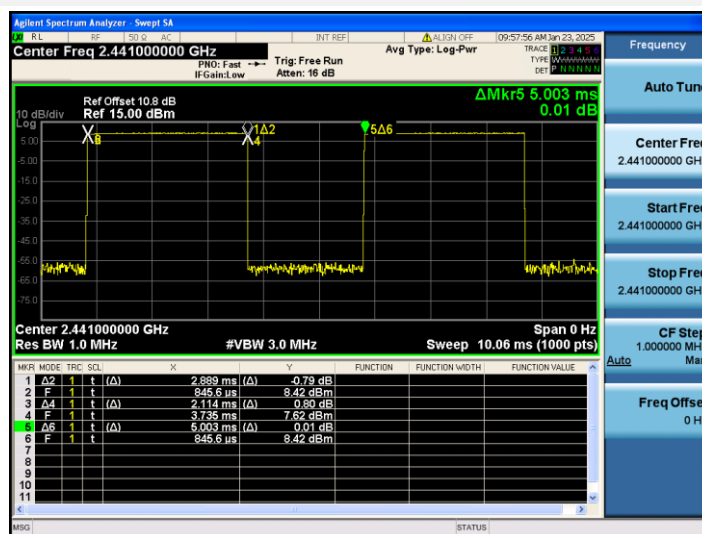 Agilent Spectrum Analyzer - Swept SA
LXI RL RF 50 Ω AC INT REF ALIGN OFF 09:57:56 AM Jan 23, 2025
Center Freq 2.441000000 GHz
PNO: Fast
IFGain:Low
Trig: Free Run
Atten: 16 dB
Avg Type: Log-Pwr
TRACE 1 2 3 4 5 6
TYPE
DET P N N N N N
Frequency
Auto Tune
Center Freq
2.441000000 GH
Start Freq
2.441000000 GH
Stop Freq
2.441000000 GH
CF Step
1.000000 MH
Auto Ma
Freq Offse
0 H
10 dB/div
Log
Ref Offset 10.8 dB
Ref 15.00 dBm
ΔMkr5 5.003 ms
0.01 dB
1Δ2
4
5Δ6
5.00
-5.00
-15.0
-25.0
-35.0
-45.0
-55.0
-65.0
-75.0
Center 2.441000000 GHz Span 0 Hz
Res BW 1.0 MHz #VBW 3.0 MHz Sweep 10.06 ms (1000 pts)
MKR MODE TRC SCL X Y FUNCTION FUNCTION WIDTH FUNCTION VALUE
1 Δ2 1 t (Δ) 2.889 ms (Δ) -0.79 dB
2 F 1 t 845.6 µs 8.42 dBm
3 Δ4 1 t (Δ) 2.114 ms (Δ) 0.80 dB
4 F 1 t 3.735 ms 7.62 dBm
5 Δ6 1 t (Δ) 5.003 ms (Δ) 0.01 dB
6 F 1 t 845.6 µs 8.42 dBm
7
8
9
10
11
MSG STATUS